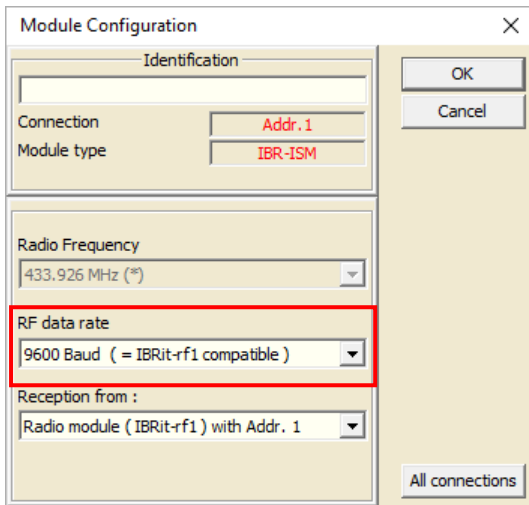 Module Configuration
Identification
OK
Cancel
Connection
Addr.1
Module type
IBR-ISM
Radio Frequency
433.926 MHz (*)
RF data rate
9600 Baud ( = IBRit-rf1 compatible )
Reception from :
Radio module ( IBRit-rf1 ) with Addr. 1
All connections